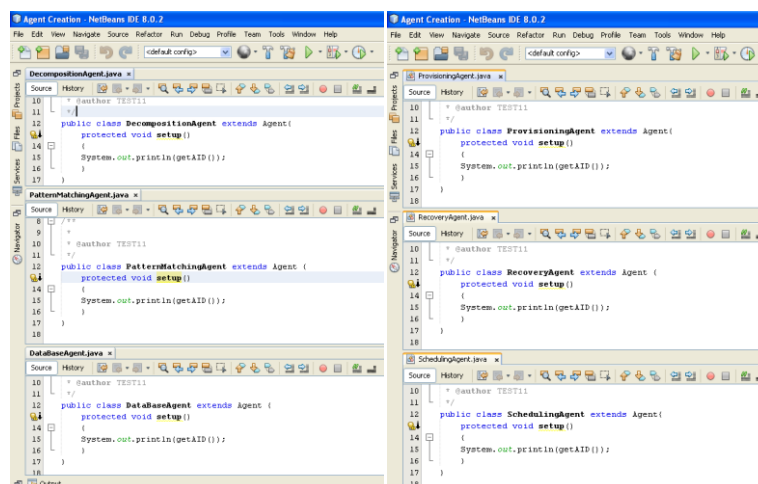 Agent Creation - NetBeans IDE 8.0.2
File Edit View Navigate Source Refactor Run Debug Profile Team Tools Window Help
<default config>
DecompositionAgent.java
Source History
10 * @author TEST11
11 */
12 public class DecompositionAgent extends Agent{
protected void setup()
14 {
15 System.out.println(getAID());
16 }
17 }
PatternMatchingAgent.java
Source History
8 /**
9 *
10 * @author TEST11
11 */
12 public class PatternMatchingAgent extends Agent {
protected void setup()
14 {
15 System.out.println(getAID());
16 }
17 }
18
DataBaseAgent.java
Source History
10 * @author TEST11
11 */
12 public class DataBaseAgent extends Agent {
protected void setup()
14 {
15 System.out.println(getAID());
16 }
17 }
18
Output
Projects
Files
Services
Navigator
Agent Creation - NetBeans IDE 8.0.2
File Edit View Navigate Source Refactor Run Debug Profile Team Tools Window Help
<default config>
ProvisioningAgent.java
Source History
10 * @author TEST11
11 */
12 public class ProvisioningAgent extends Agent{
protected void setup()
14 {
15 System.out.println(getAID());
16 }
17 }
18
RecoveryAgent.java
Source History
10 * @author TEST11
11 */
12 public class RecoveryAgent extends Agent {
protected void setup()
14 {
15 System.out.println(getAID());
16 }
17 }
18
SchedulingAgent.java
Source History
10 * @author TEST11
11 */
12 public class SchedulingAgent extends Agent{
protected void setup()
14 {
15 System.out.println(getAID());
16 }
17 }
18
Projects
Files
Services
Navigator